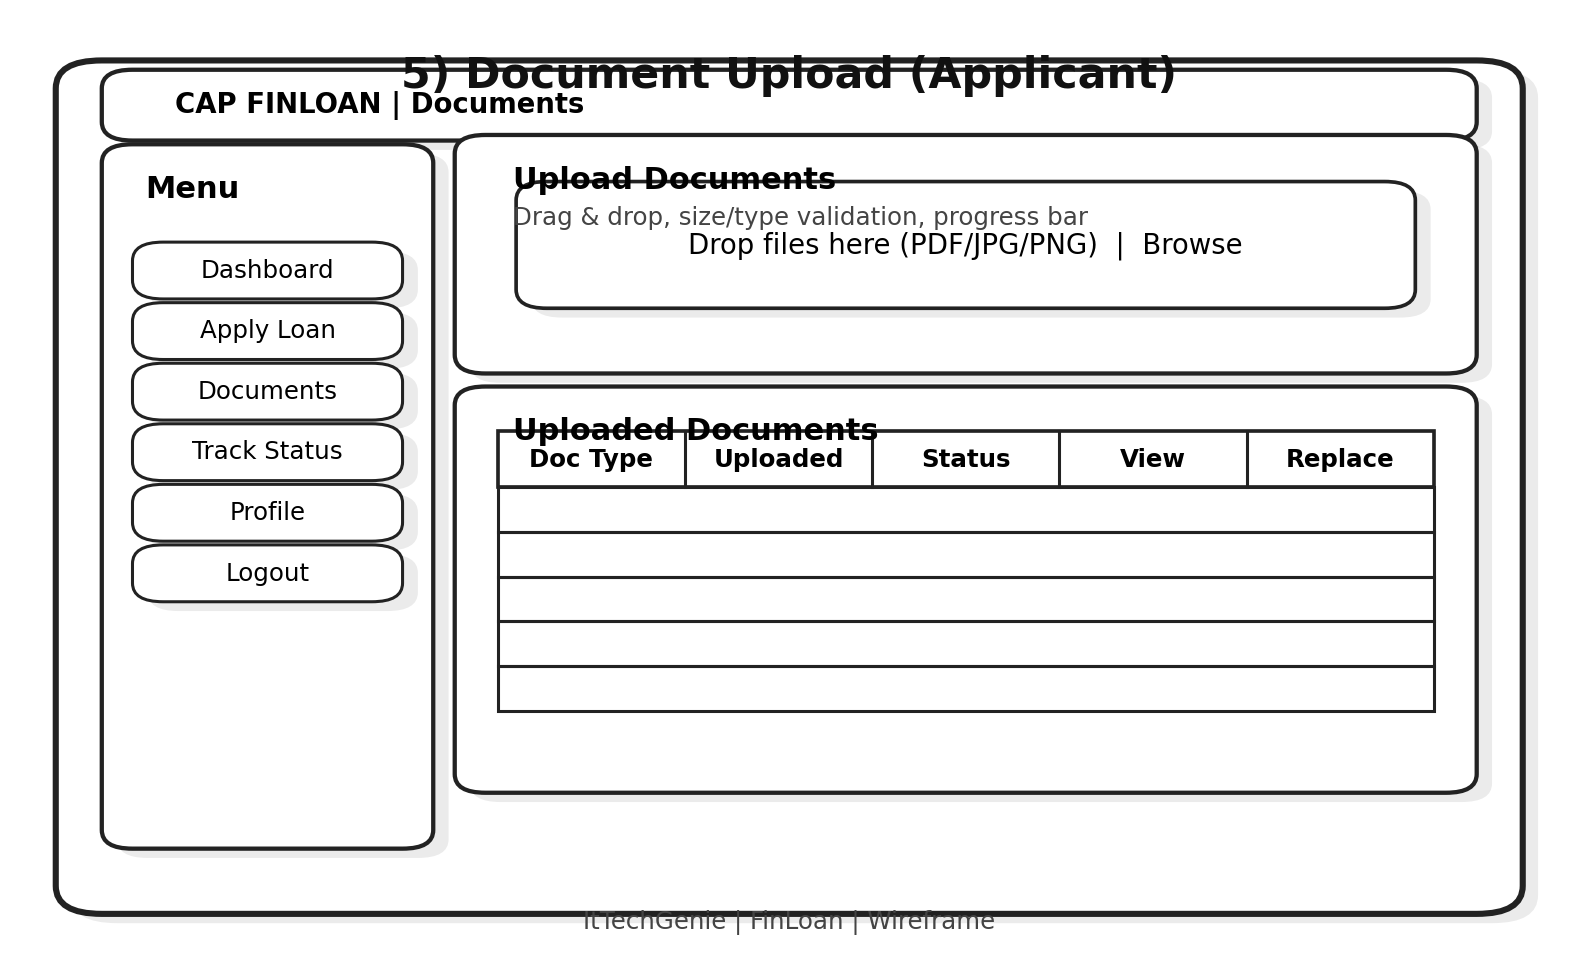 5) Document Upload (Applicant)
CAP FINLOAN | Documents
Menu
Dashboard
Apply Loan
Documents
Track Status
Profile
Logout
Upload Documents
Drag & drop, size/type validation, progress bar
Drop files here (PDF/JPG/PNG) | Browse
Uploaded Documents
Doc Type Uploaded Status View Replace
ItTechGenie | FinLoan | Wireframe